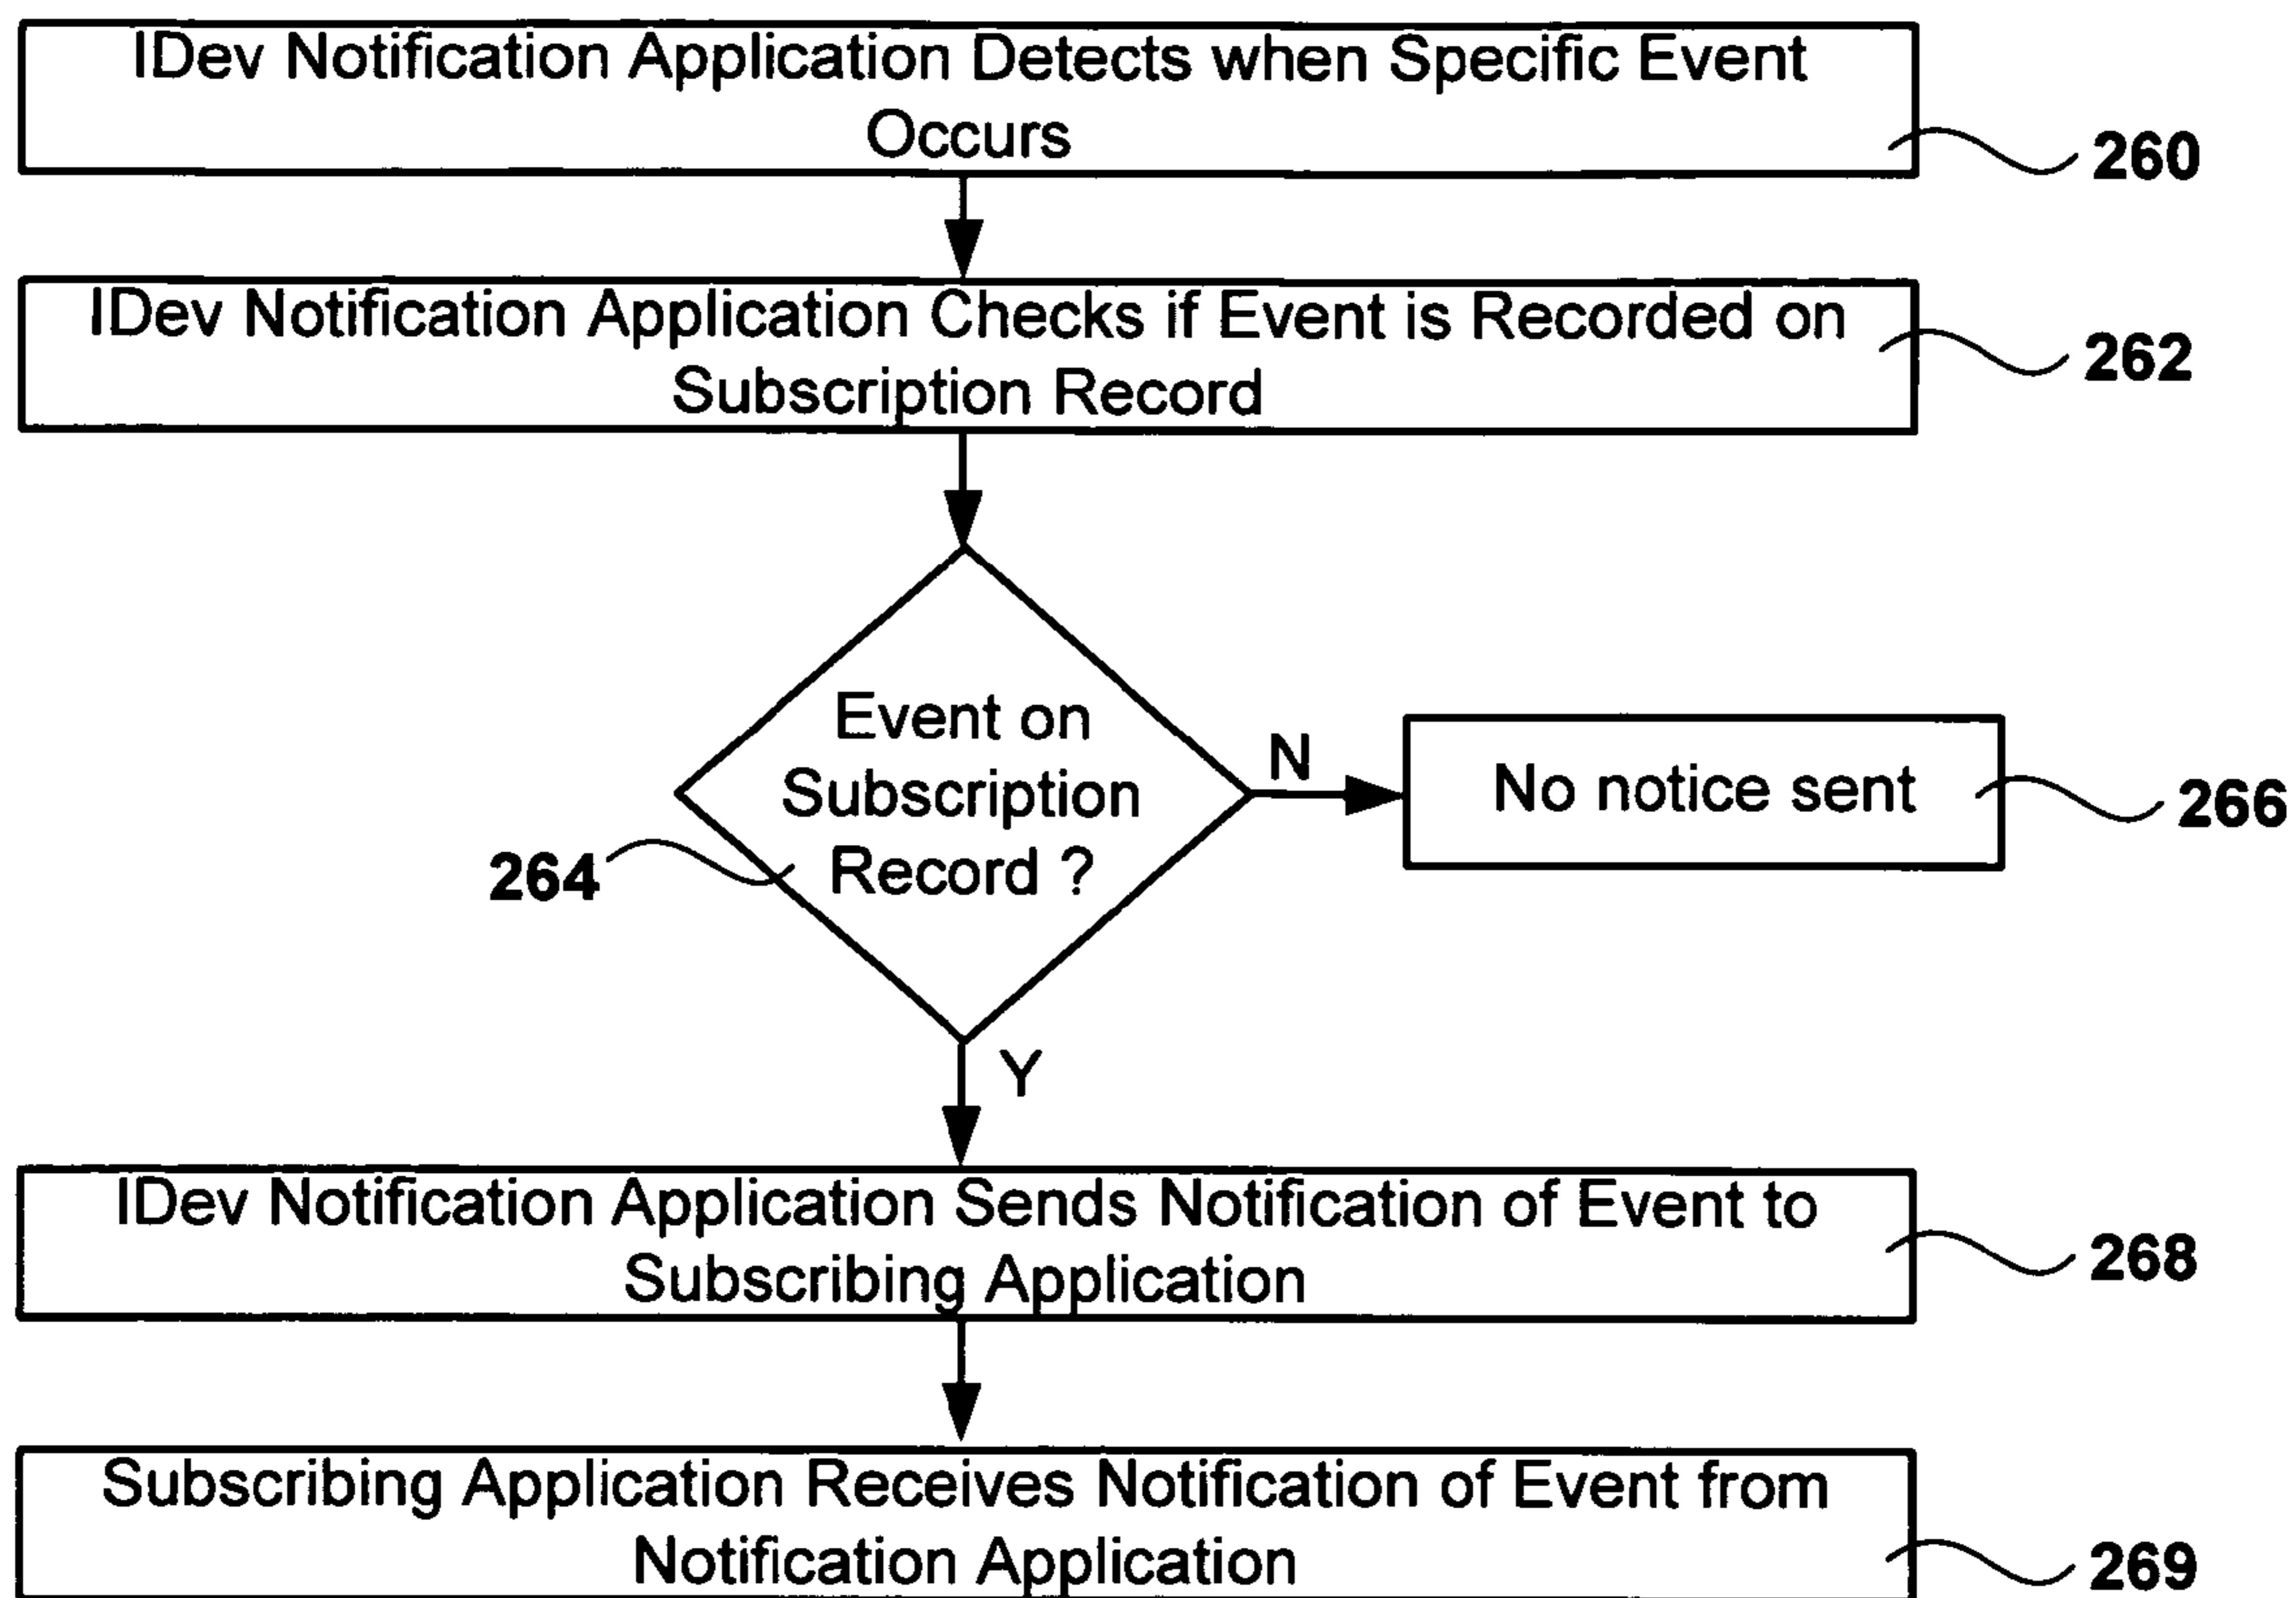 IDev Notification Application Detects when Specific Event
Occurs
260
IDev Notification Application Checks if Event is Recorded on
Subscription Record
262
Event on
Subscription
Record ?
264
N
No notice sent
266
Y
IDev Notification Application Sends Notification of Event to
Subscribing Application
268
Subscribing Application Receives Notification of Event from
Notification Application
269